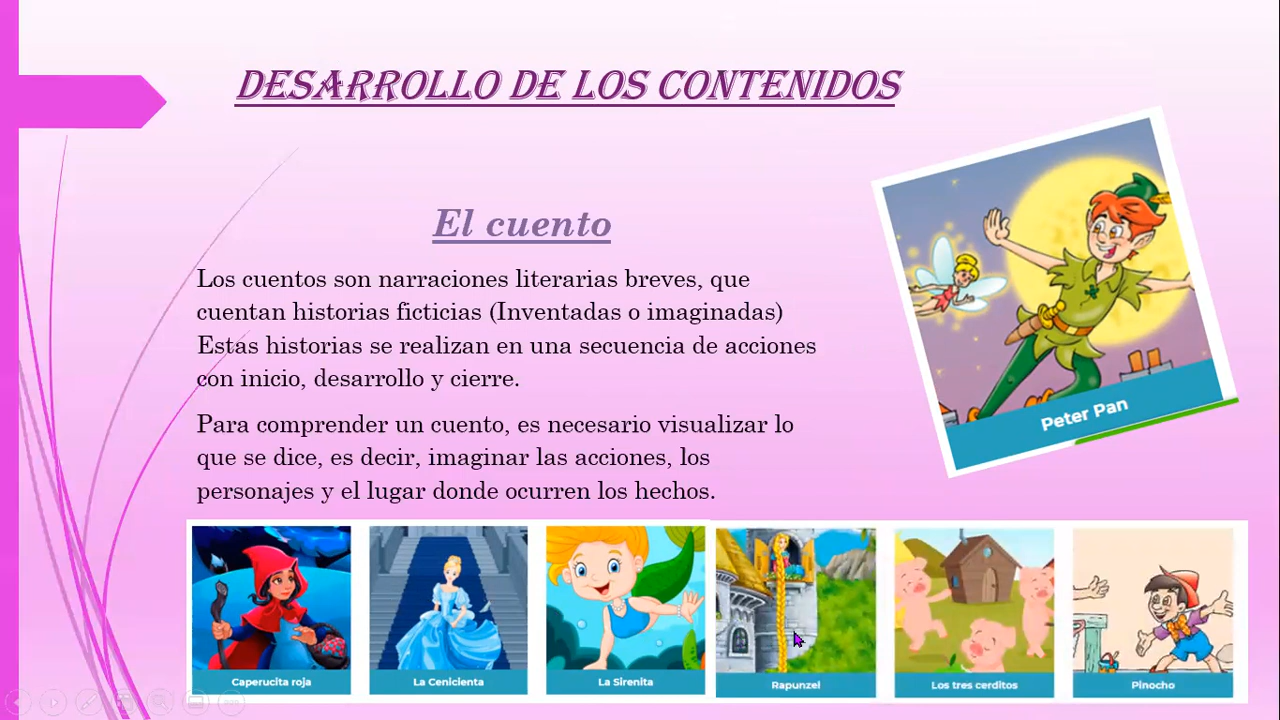 DESARROLLO DE LOS CONTENIDOS
El cuento
Los cuentos son narraciones literarias breves, que
cuentan historias ficticias (Inventadas o imaginadas)
Estas historias se realizan en una secuencia de acciones
con inicio, desarrollo y cierre.
Para comprender un cuento, es necesario visualizar lo
que se dice, es decir, imaginar las acciones, los
personajes y el lugar donde ocurren los hechos.
Peter Pan
Caperucita roja
La Cenicienta
La Sirenita
Rapunzel
Los tres cerditos
Pinocho